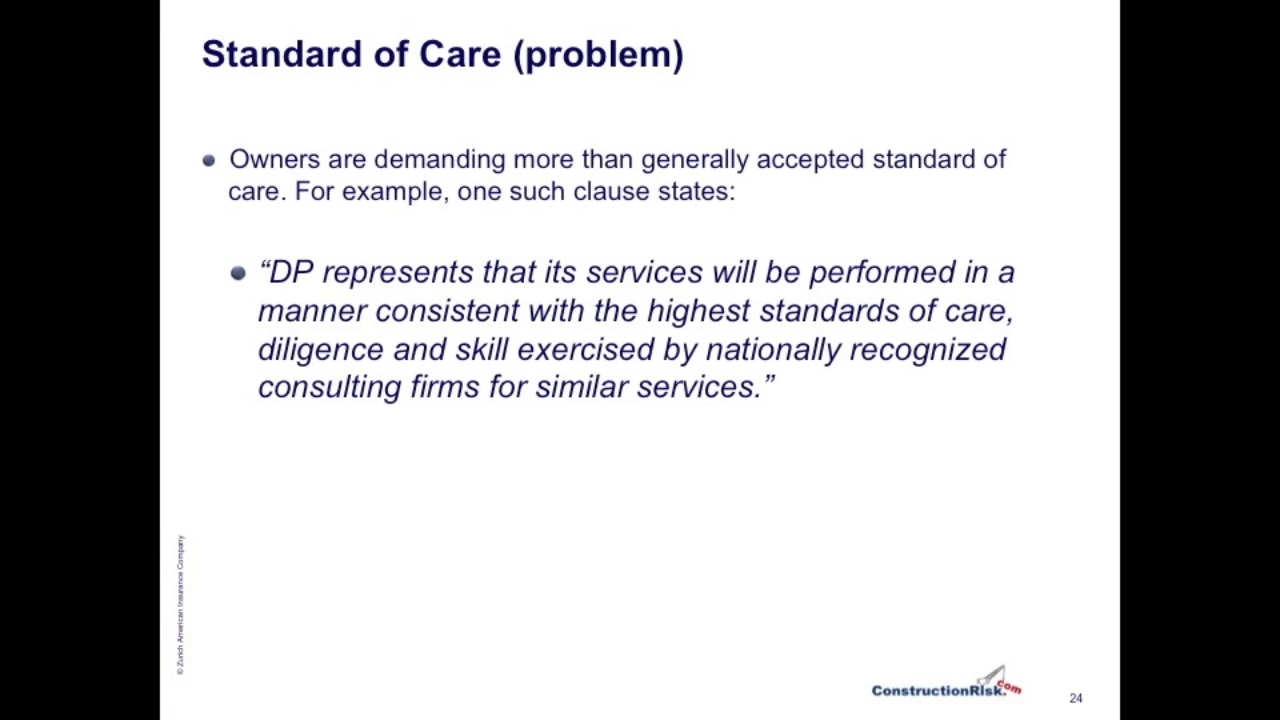 Standard of Care (problem)
Owners are demanding more than generally accepted standard of
care. For example, one such clause states:
“DP represents that its services will be performed in a
manner consistent with the highest standards of care,
diligence and skill exercised by nationally recognized
consulting firms for similar services.”
© Zurich American Insurance Company
ConstructionRisk.com
24